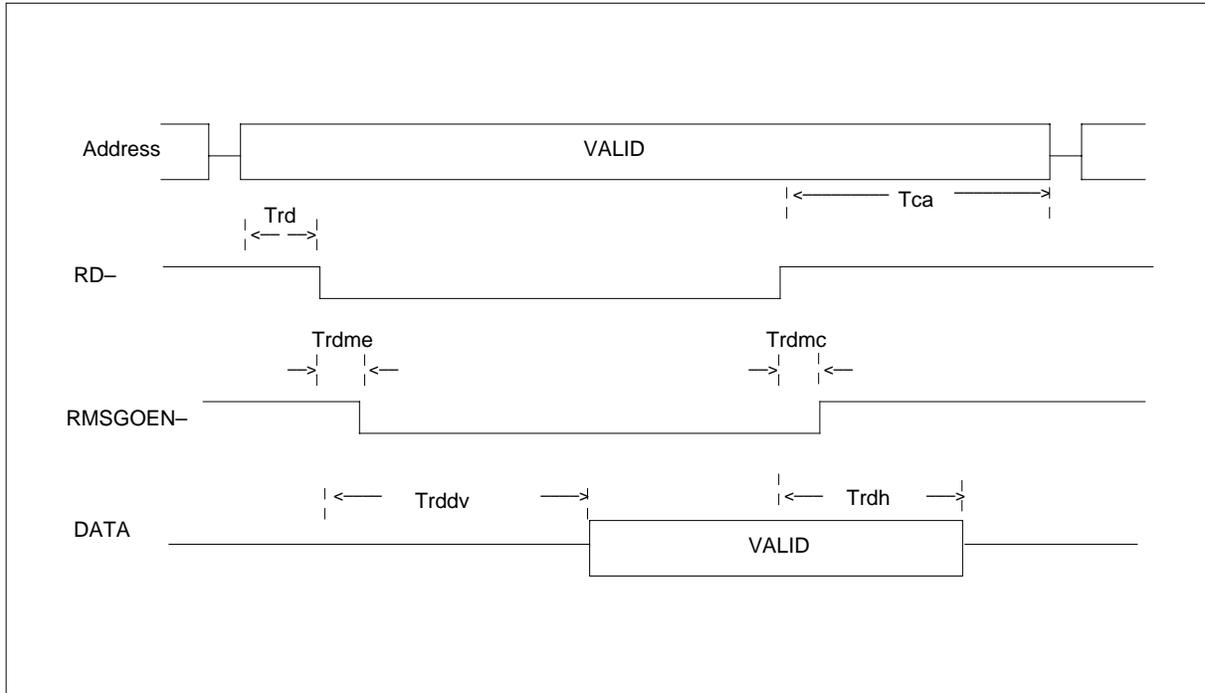 Address VALID
Tca
Trd
RD–
Trdme Trdmc
RMSGOEN–
Trddv Trdh
DATA
VALID